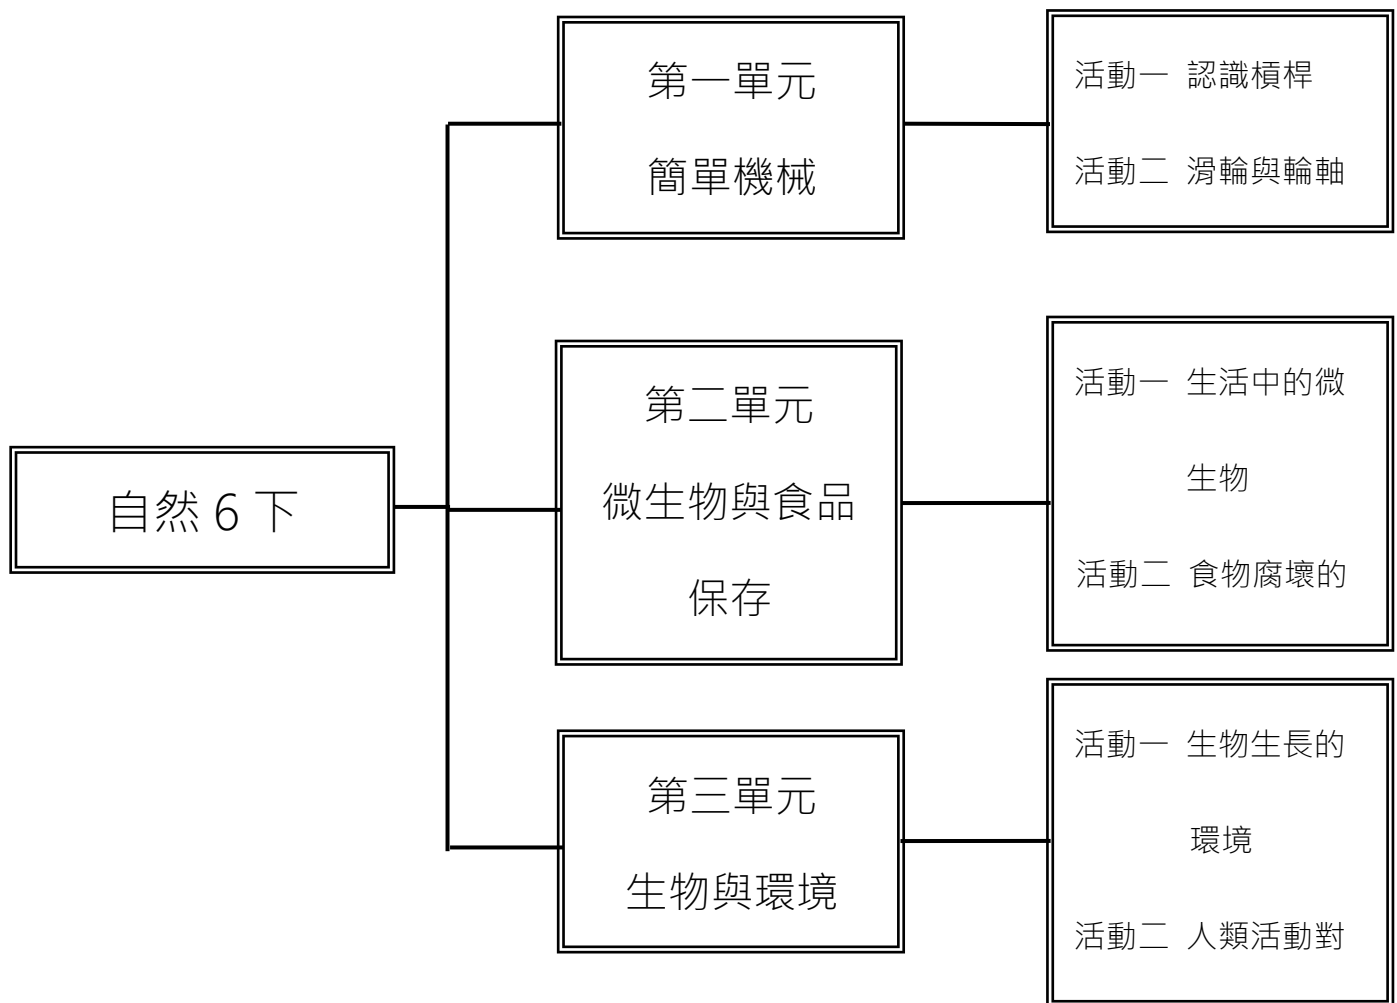 自然 6 下
第一單元
簡單機械
活動一 認識槓桿
活動二 滑輪與輪軸
第二單元
微生物與食品
保存
活動一 生活中的微
生物
活動二 食物腐壞的
第三單元
生物與環境
活動一 生物生長的
環境
活動二 人類活動對